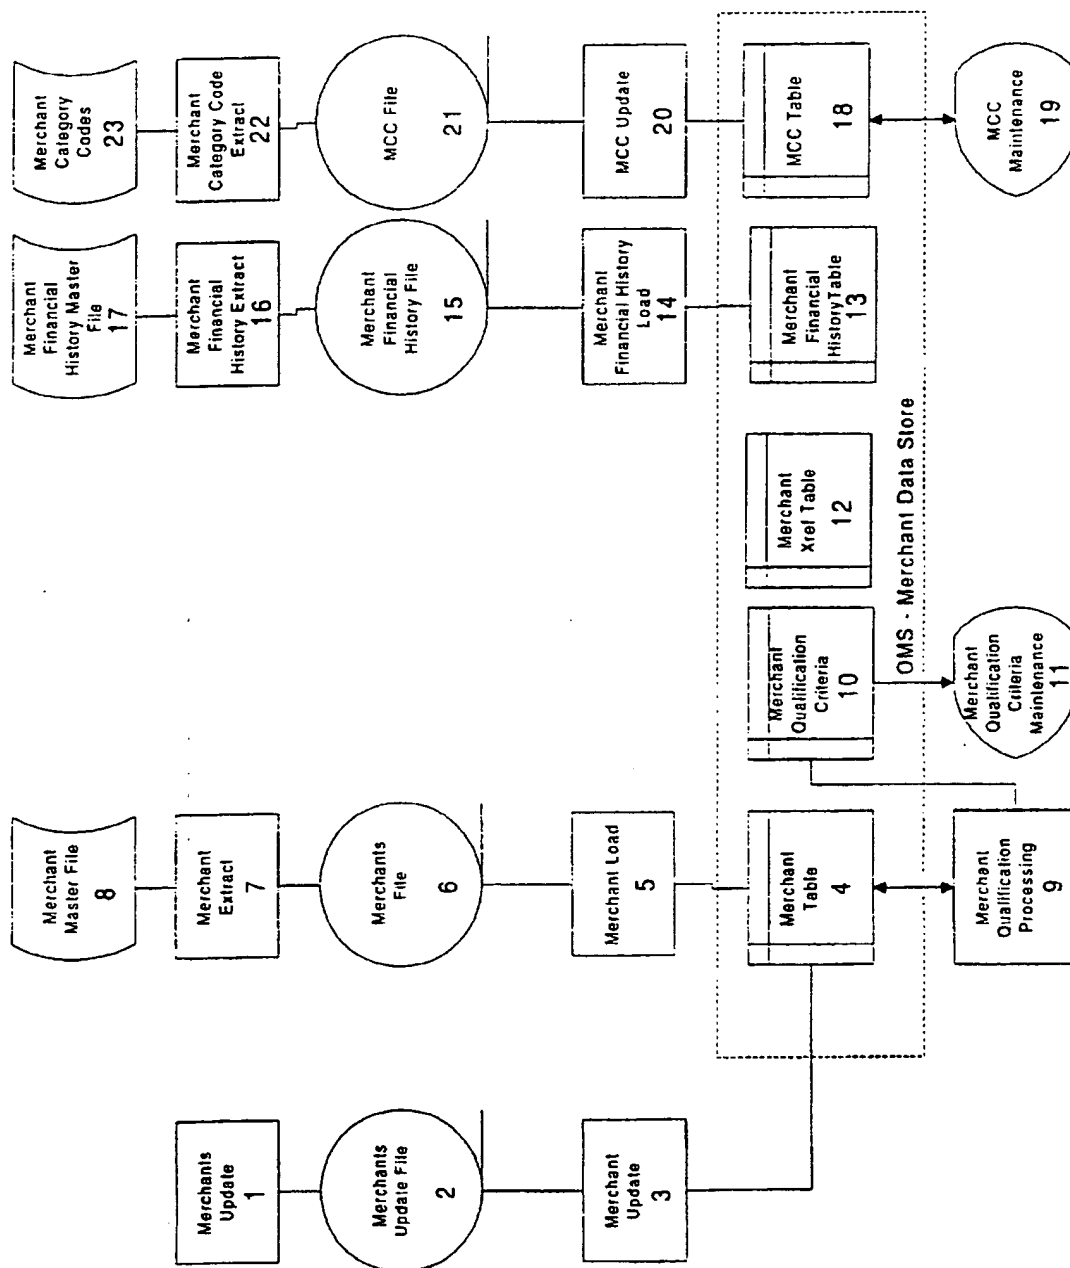 Merchants
Update
1
Merchants
Update File
2
Merchant
Update
3
Merchant
Master File
8
Merchant
Extract
7
Merchants
File
6
Merchant Load
5
Merchant
Table
4
Merchant
Qualification
Processing
9
Merchant
Qualification
Criteria
10
Merchant
Qualification
Criteria
Maintenance
11
Merchant
Xref Table
12
OMS - Merchant Data Store
Merchant
Financial
History Master
File
17
Merchant
Financial
History Extract
16
Merchant
Financial
History File
15
Merchant
Financial History
Load
14
Merchant
Financial
HistoryTable
13
Merchant
Category
Codes
23
Merchant
Category Code
Extract
22
MCC File
21
MCC Update
20
MCC Table
18
MCC
Maintenance
19